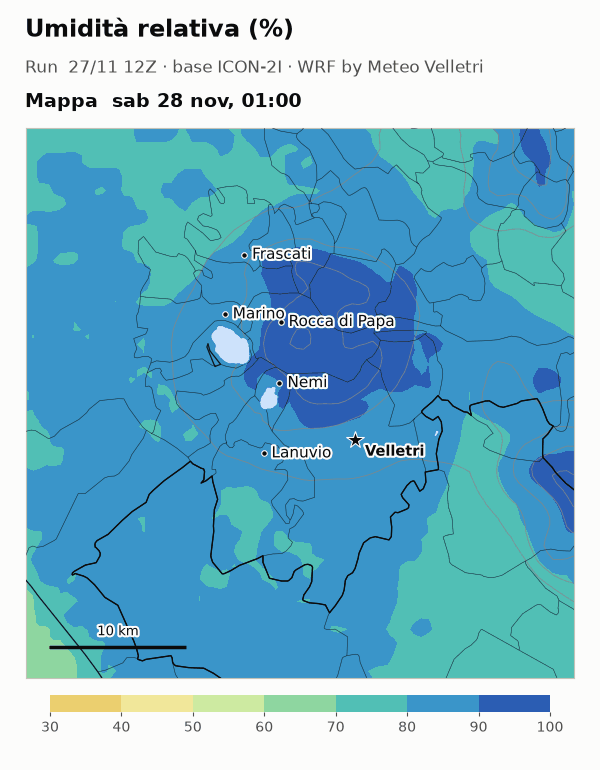 Umidità relativa (%)
Run  27/11 12Z · base ICON-2I · WRF by Meteo Velletri
Mappa  sab 28 nov, 01:00
Frascati
Marino
Rocca di Papa
Nemi
Velletri
Lanuvio
10 km
30 40 50 60 70 80 90 100